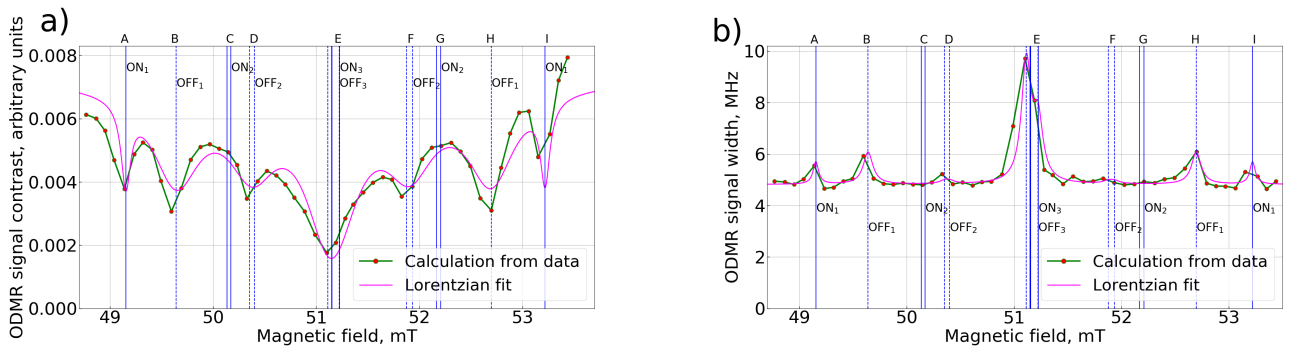 a)
A B C D E F G H I
ODMR signal contrast, arbitrary units
0.008
0.006
0.004
0.002
0.000
ON₁ ON₂ ON₃ ON₂ ON₁
OFF₁ OFF₂ OFF₃ OFF₂ OFF₁
Calculation from data
Lorentzian fit
49 50 51 52 53
Magnetic field, mT
b)
A B C D E F G H I
ODMR signal width, MHz
10
8
6
4
2
0
ON₁ ON₂ ON₃ ON₂ ON₁
OFF₁ OFF₂ OFF₃ OFF₂ OFF₁
Calculation from data
Lorentzian fit
49 50 51 52 53
Magnetic field, mT